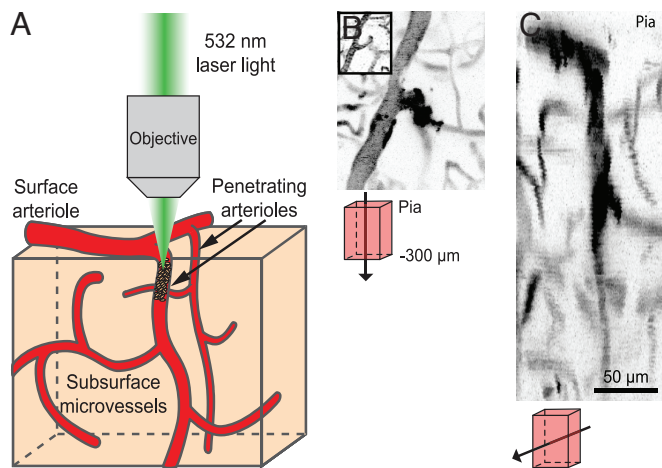 A
532 nm
laser light
Objective
Surface
arteriole
Penetrating
arterioles
Subsurface
microvessels
B
Pia
-300 µm
C
Pia
50 µm